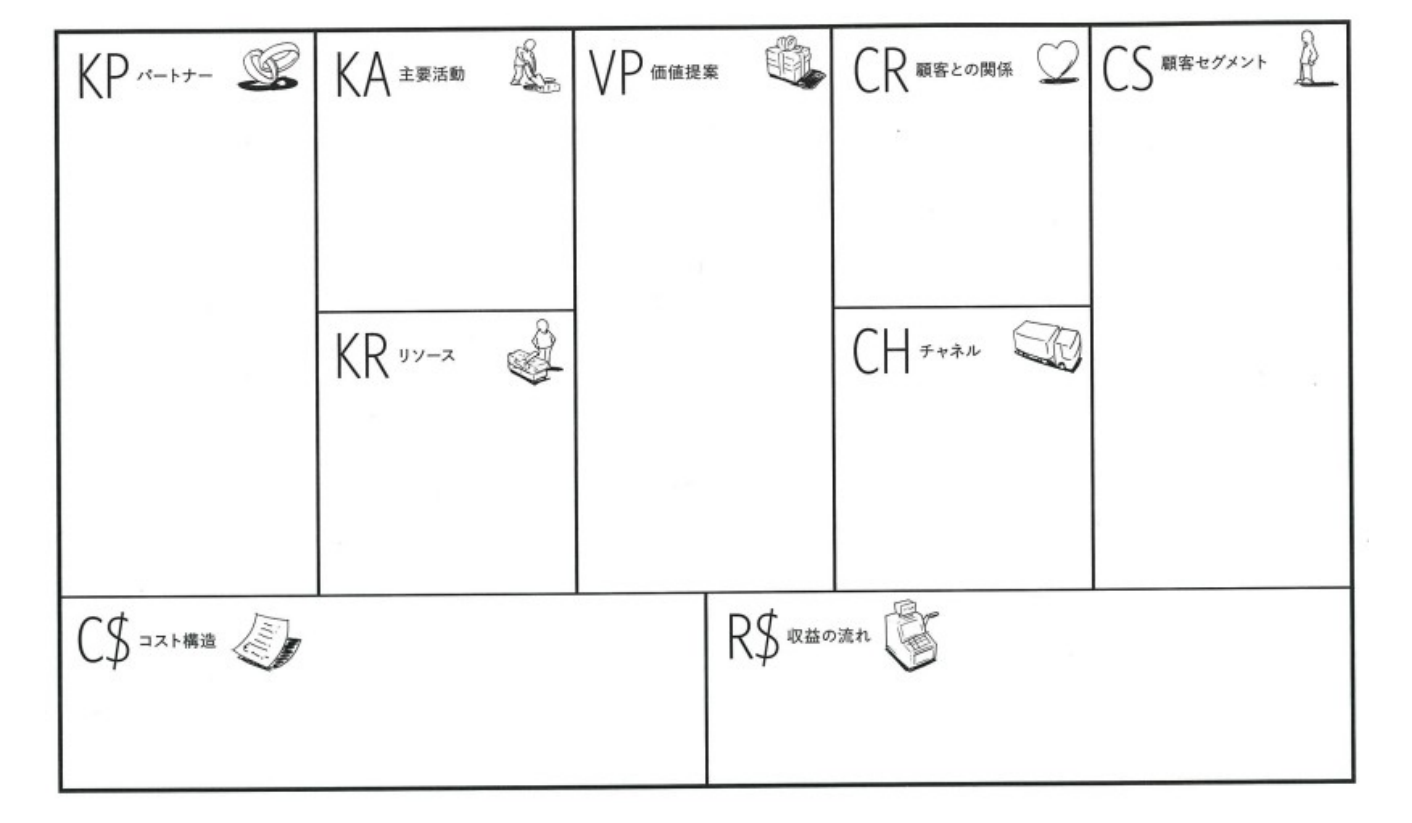 KP パートナー
KA 主要活動
VP 価値提案
CR 顧客との関係
CS 顧客セグメント
KR リソース
CH チャネル
C$ コスト構造
R$ 収益の流れ